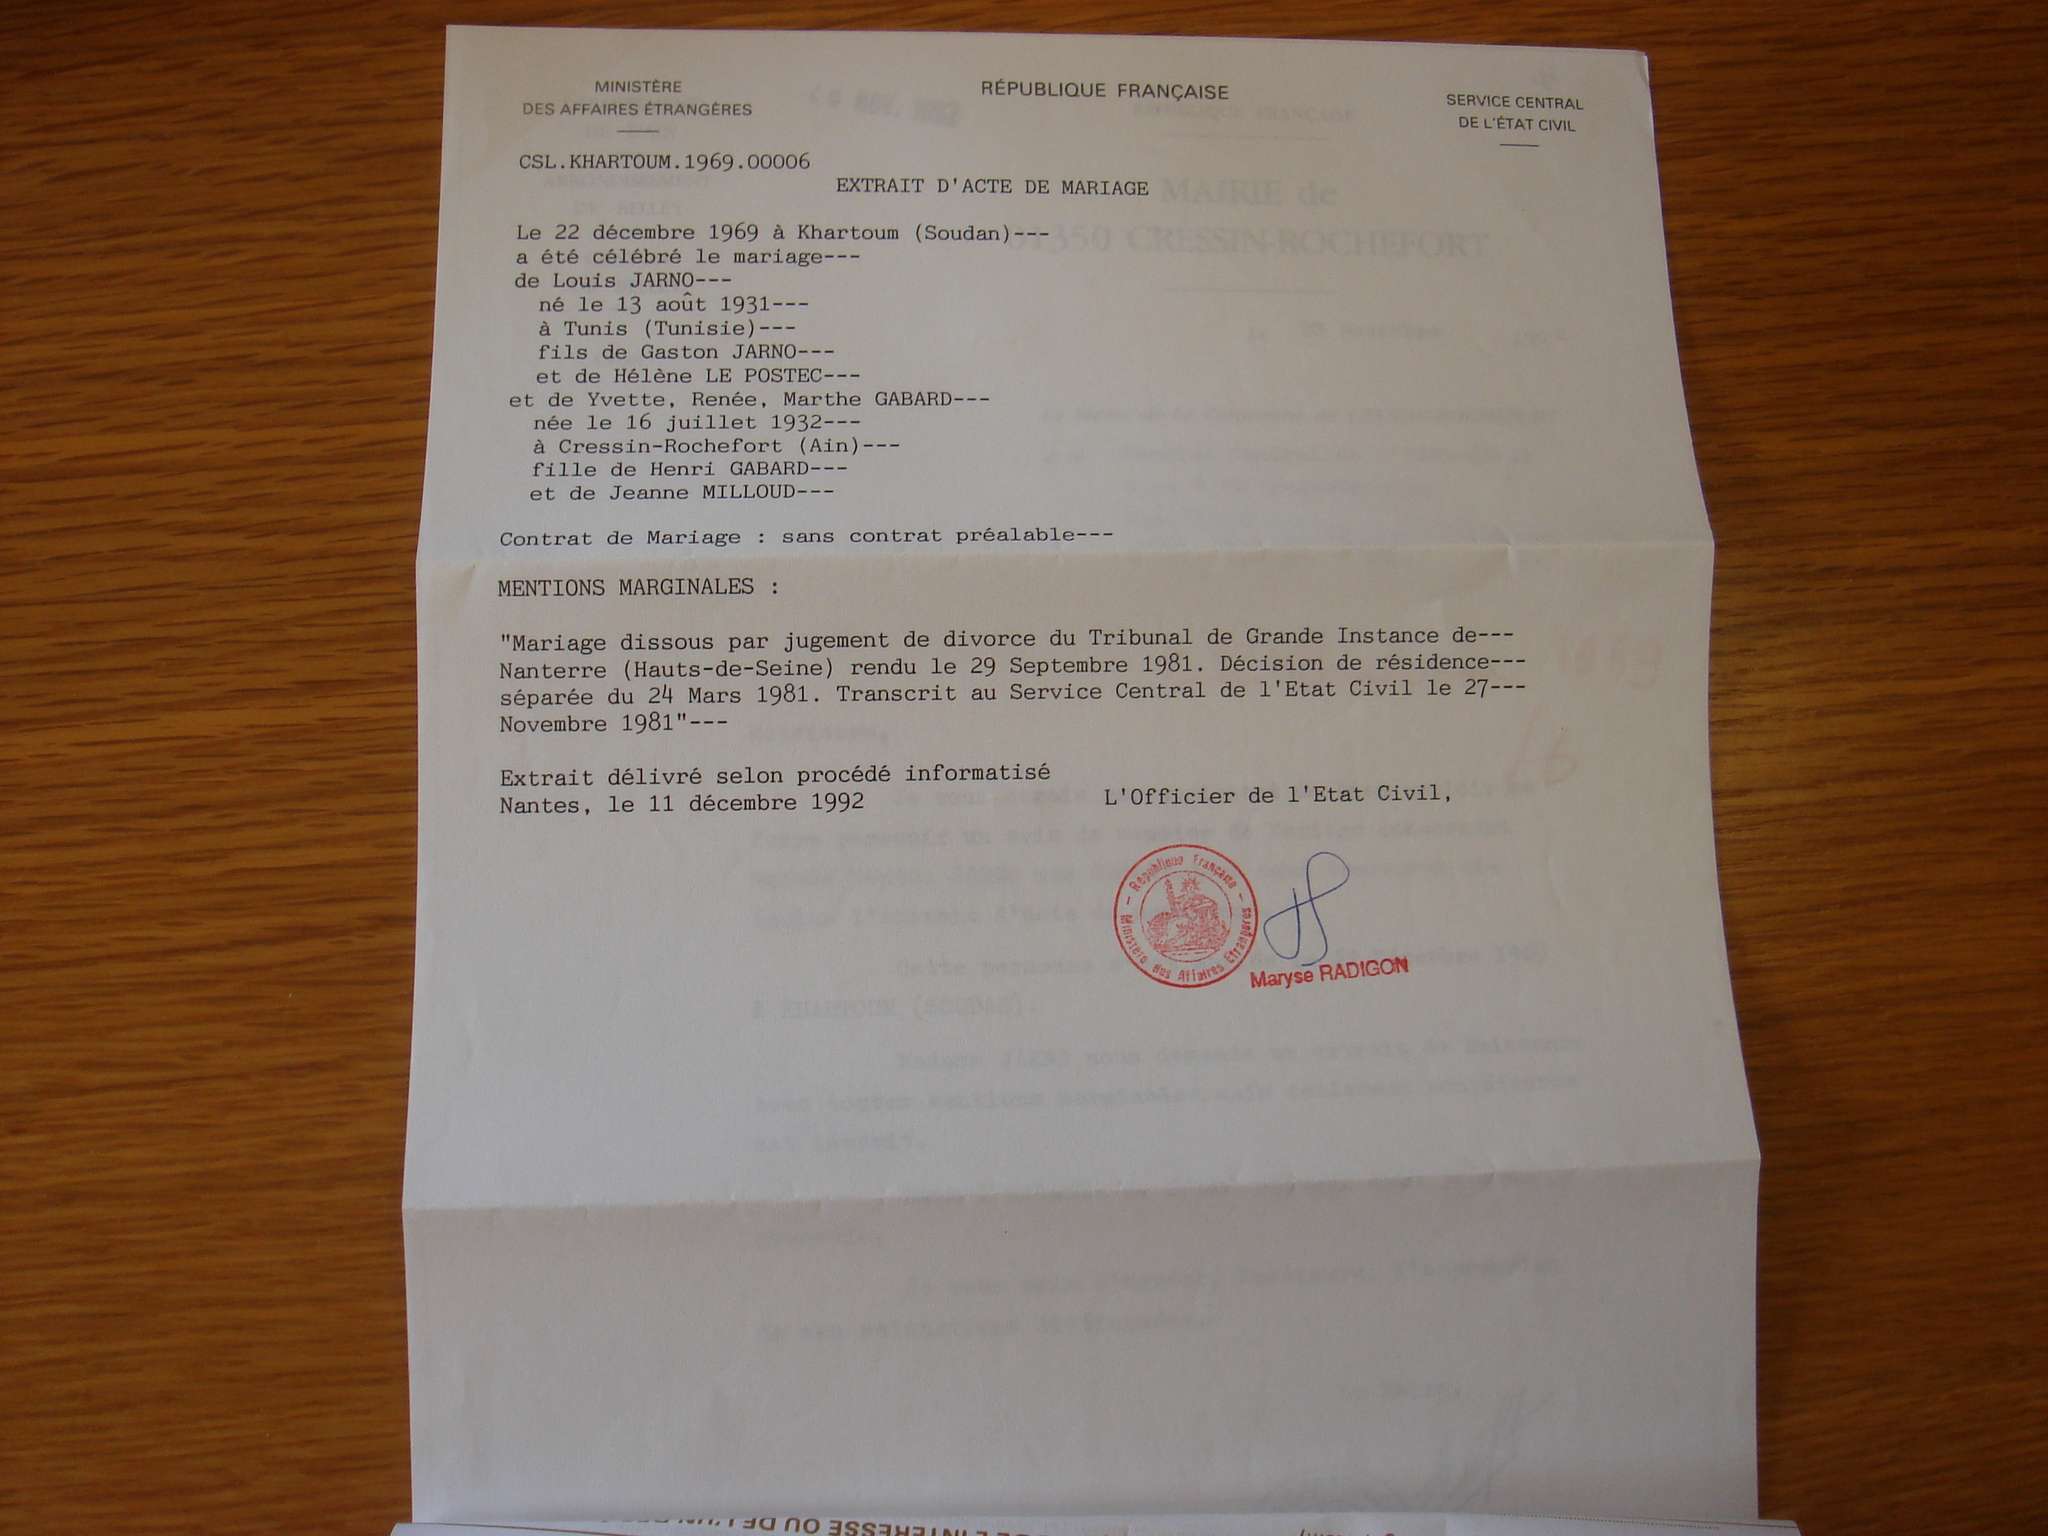 MINISTÈRE
DES AFFAIRES ÉTRANGÈRES
RÉPUBLIQUE FRANÇAISE
SERVICE CENTRAL
DE L'ÉTAT CIVIL
CSL.KHARTOUM.1969.00006
EXTRAIT D'ACTE DE MARIAGE
Le 22 décembre 1969 à Khartoum (Soudan)---
a été célébré le mariage---
de Louis JARNO---
né le 13 août 1931---
à Tunis (Tunisie)---
fils de Gaston JARNO---
et de Hélène LE POSTEC---
et de Yvette, Renée, Marthe GABARD---
née le 16 juillet 1932---
à Cressin-Rochefort (Ain)---
fille de Henri GABARD---
et de Jeanne MILLOUD---
Contrat de Mariage : sans contrat préalable---
MENTIONS MARGINALES :
"Mariage dissous par jugement de divorce du Tribunal de Grande Instance de---
Nanterre (Hauts-de-Seine) rendu le 29 Septembre 1981. Décision de résidence---
séparée du 24 Mars 1981. Transcrit au Service Central de l'Etat Civil le 27---
Novembre 1981"---
Extrait délivré selon procédé informatisé
Nantes, le 11 décembre 1992
L'Officier de l'Etat Civil,
République Française
Ministère des Affaires Etrangères
Maryse RADIGON
MAIRIE de
01350 CRESSIN-ROCHEFORT
A KHARTOUM (SOUDAN).